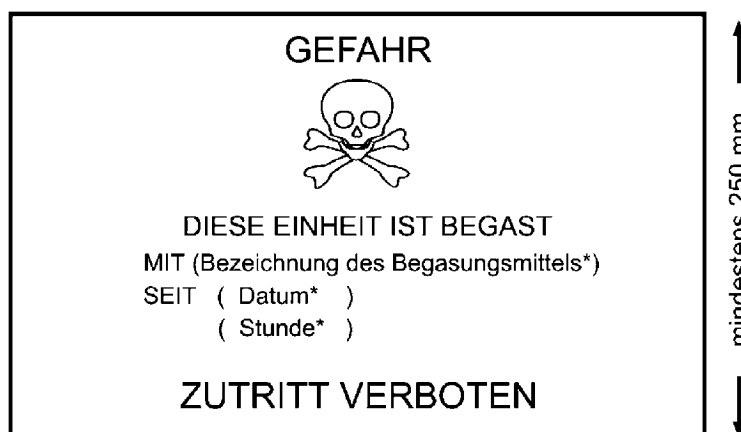 GEFAHR
DIESE EINHEIT IST BEGAST
MIT (Bezeichnung des Begasungsmittels*)
SEIT ( Datum* )
( Stunde* )
ZUTRITT VERBOTEN
mindestens 250 mm